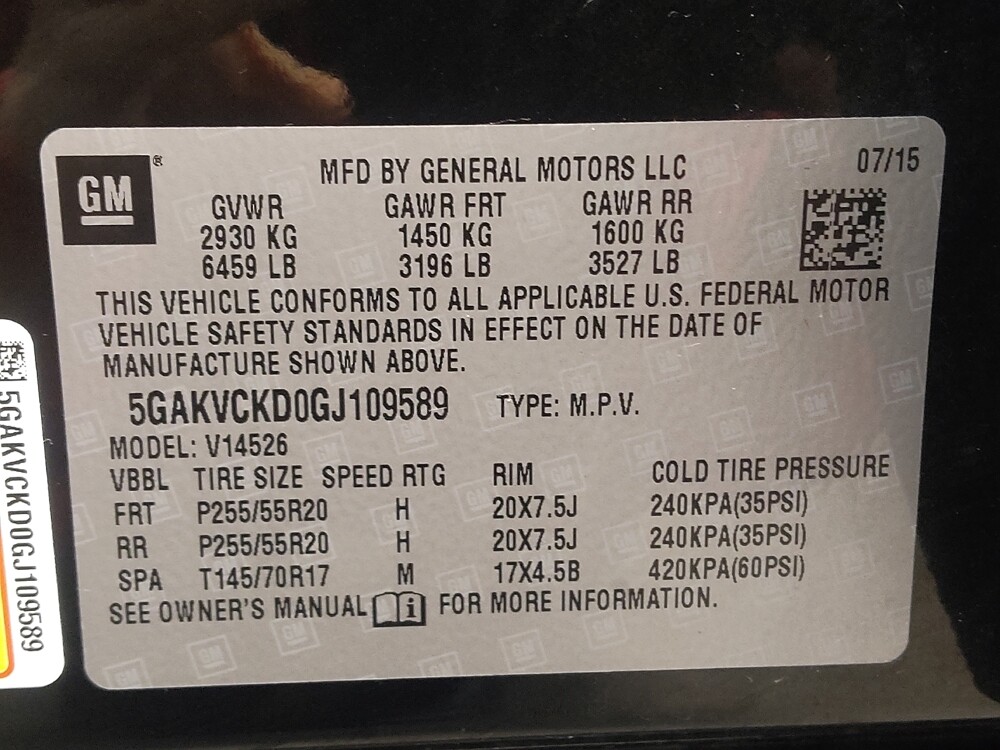 GM ®
MFD BY GENERAL MOTORS LLC 07/15
GVWR GAWR FRT GAWR RR
2930 KG 1450 KG 1600 KG
6459 LB 3196 LB 3527 LB
THIS VEHICLE CONFORMS TO ALL APPLICABLE U.S. FEDERAL MOTOR
VEHICLE SAFETY STANDARDS IN EFFECT ON THE DATE OF
MANUFACTURE SHOWN ABOVE.
5GAKVCKD0GJ109589 TYPE: M.P.V.
MODEL: V14526
VBBL TIRE SIZE SPEED RTG RIM COLD TIRE PRESSURE
FRT P255/55R20 H 20X7.5J 240KPA(35PSI)
RR P255/55R20 H 20X7.5J 240KPA(35PSI)
SPA T145/70R17 M 17X4.5B 420KPA(60PSI)
SEE OWNER'S MANUAL i FOR MORE INFORMATION.
5GAKVCKD0GJ109589